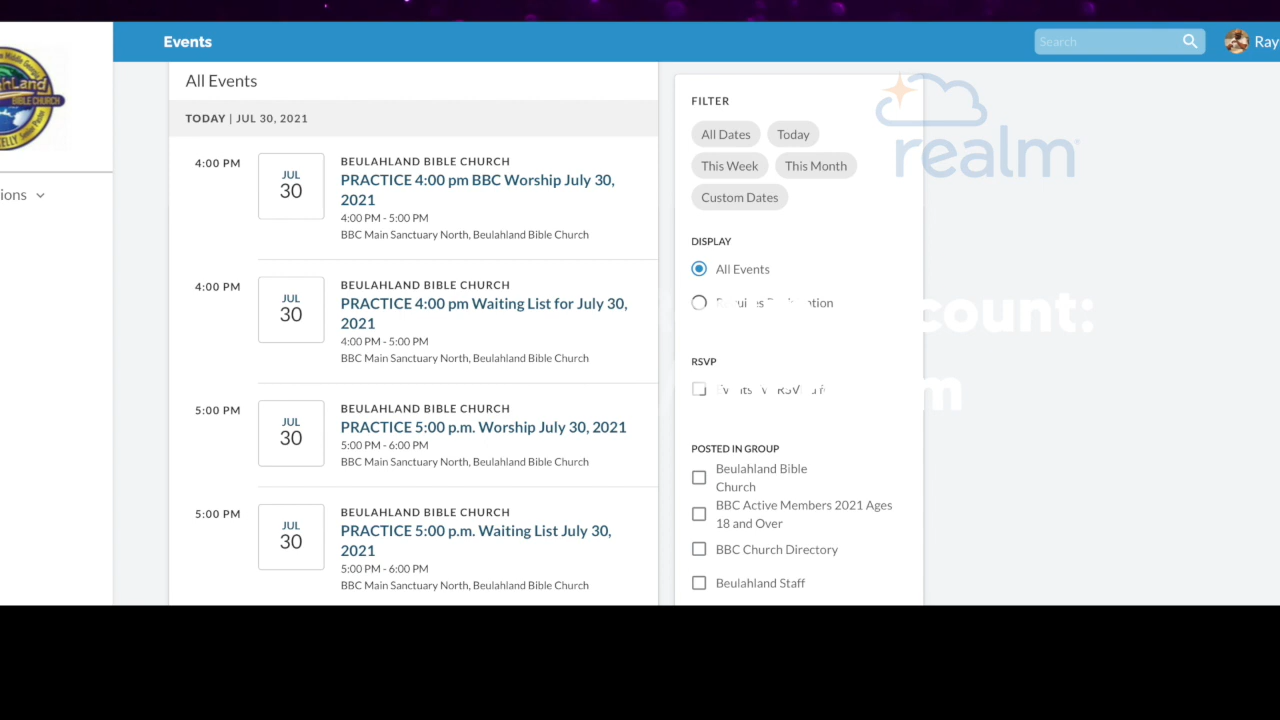 Events
Search
Ray
BIBLE CHURCH
ions
All Events
TODAY | JUL 30, 2021
4:00 PM
JUL
30
BEULAHLAND BIBLE CHURCH
PRACTICE 4:00 pm BBC Worship July 30,
2021
4:00 PM - 5:00 PM
BBC Main Sanctuary North, Beulahland Bible Church
4:00 PM
JUL
30
BEULAHLAND BIBLE CHURCH
PRACTICE 4:00 pm Waiting List for July 30,
2021
4:00 PM - 5:00 PM
BBC Main Sanctuary North, Beulahland Bible Church
5:00 PM
JUL
30
BEULAHLAND BIBLE CHURCH
PRACTICE 5:00 p.m. Worship July 30, 2021
5:00 PM - 6:00 PM
BBC Main Sanctuary North, Beulahland Bible Church
5:00 PM
JUL
30
BEULAHLAND BIBLE CHURCH
PRACTICE 5:00 p.m. Waiting List July 30,
2021
5:00 PM - 6:00 PM
BBC Main Sanctuary North, Beulahland Bible Church
FILTER
All Dates
Today
This Week
This Month
Custom Dates
realm
DISPLAY
All Events
count:
RSVP
m
POSTED IN GROUP
Beulahland Bible
Church
BBC Active Members 2021 Ages
18 and Over
BBC Church Directory
Beulahland Staff